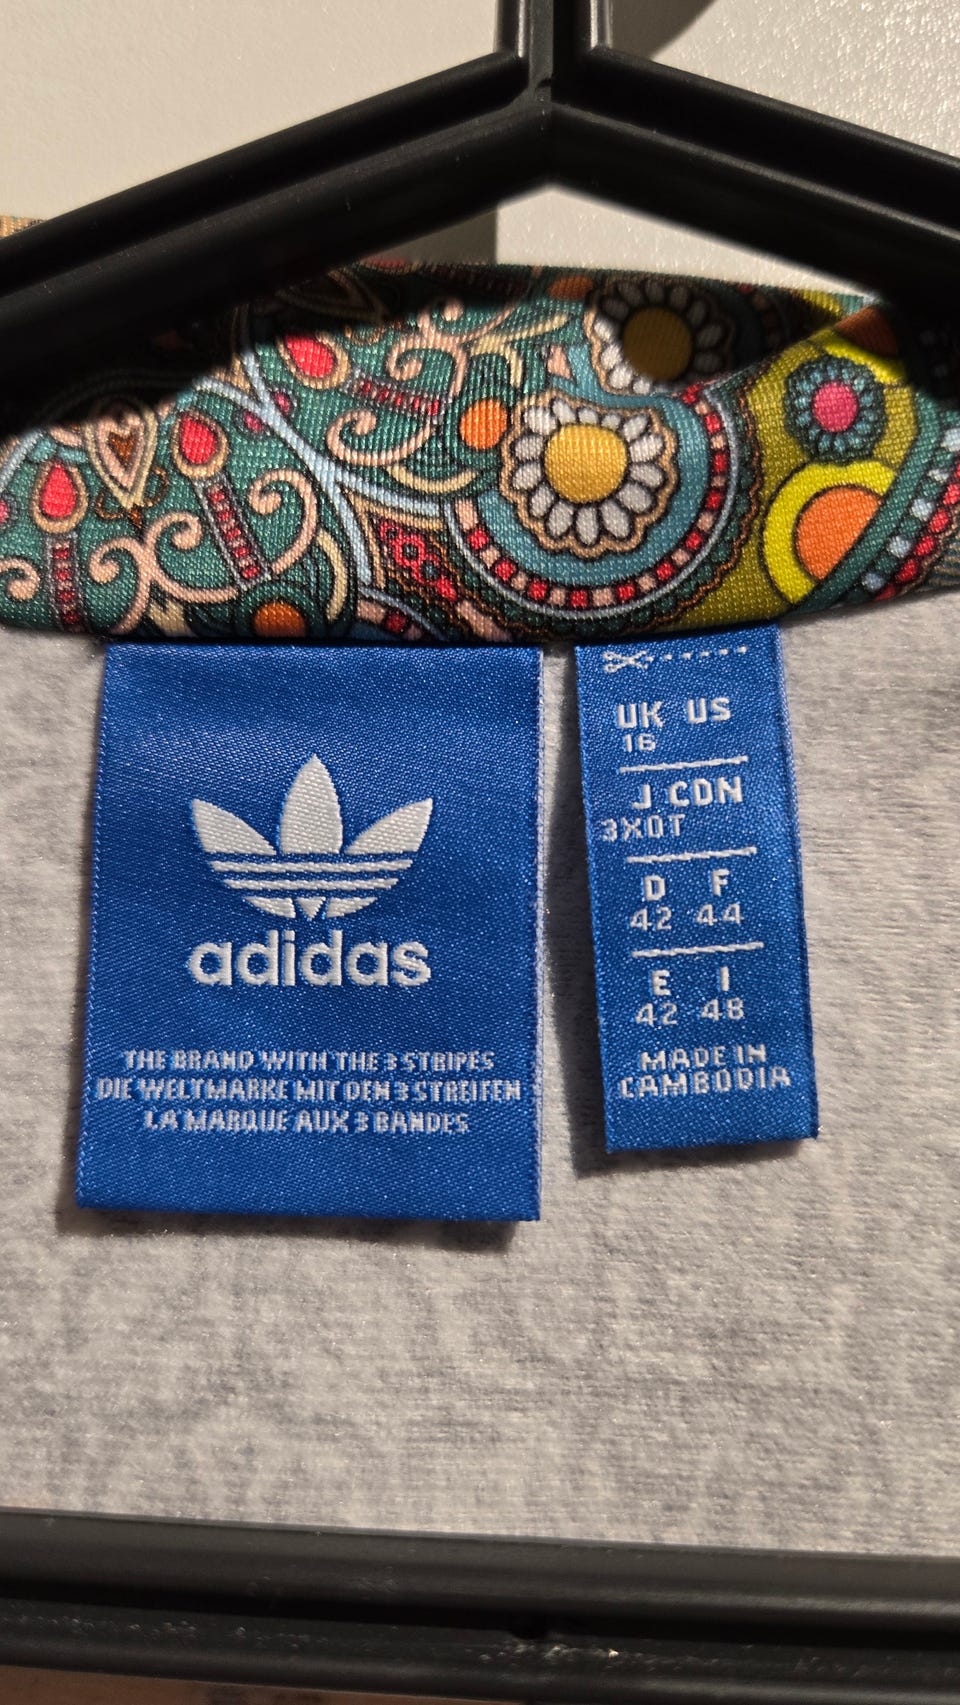 adidas
THE BRAND WITH THE 3 STRIPES
DIE WELTMARKE MIT DEN 3 STREIFEN
LA MARQUE AUX 3 BANDES
UK US
16
J CDN
3XOT
D F
42 44
E I
42 48
MADE IN
CAMBODIA